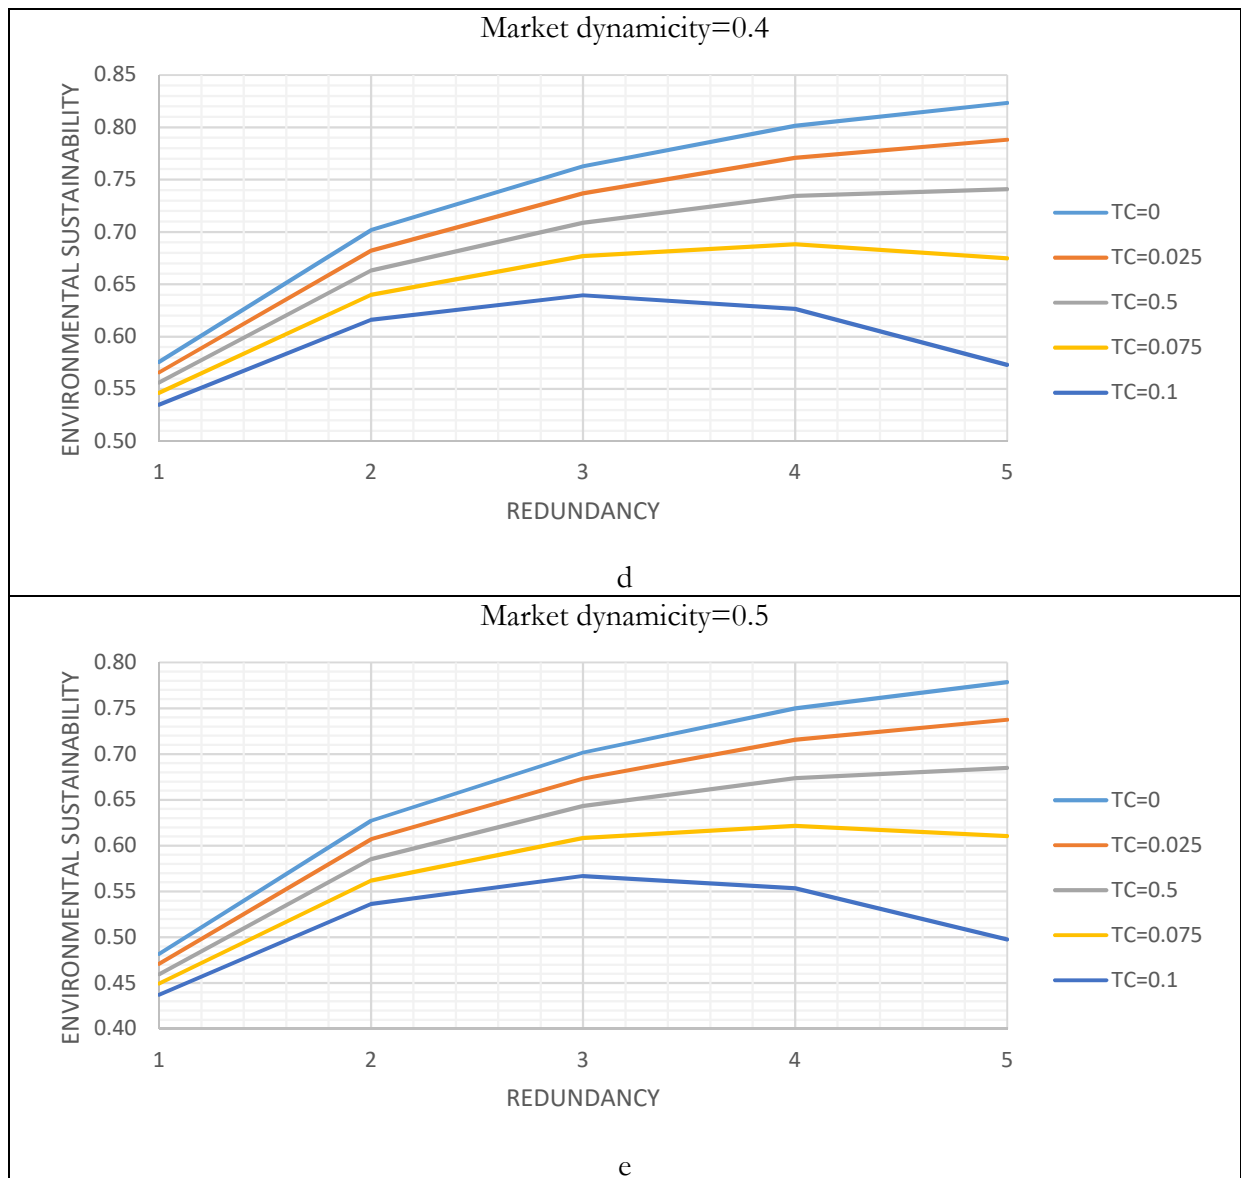 Market dynamicity=0.4
ENVIRONMENTAL SUSTAINABILITY
0.85
0.80
0.75
0.70
0.65
0.60
0.55
0.50
1 2 3 4 5
REDUNDANCY
TC=0
TC=0.025
TC=0.5
TC=0.075
TC=0.1
d
Market dynamicity=0.5
ENVIRONMENTAL SUSTAINABILITY
0.80
0.75
0.70
0.65
0.60
0.55
0.50
0.45
0.40
1 2 3 4 5
REDUNDANCY
TC=0
TC=0.025
TC=0.5
TC=0.075
TC=0.1
e